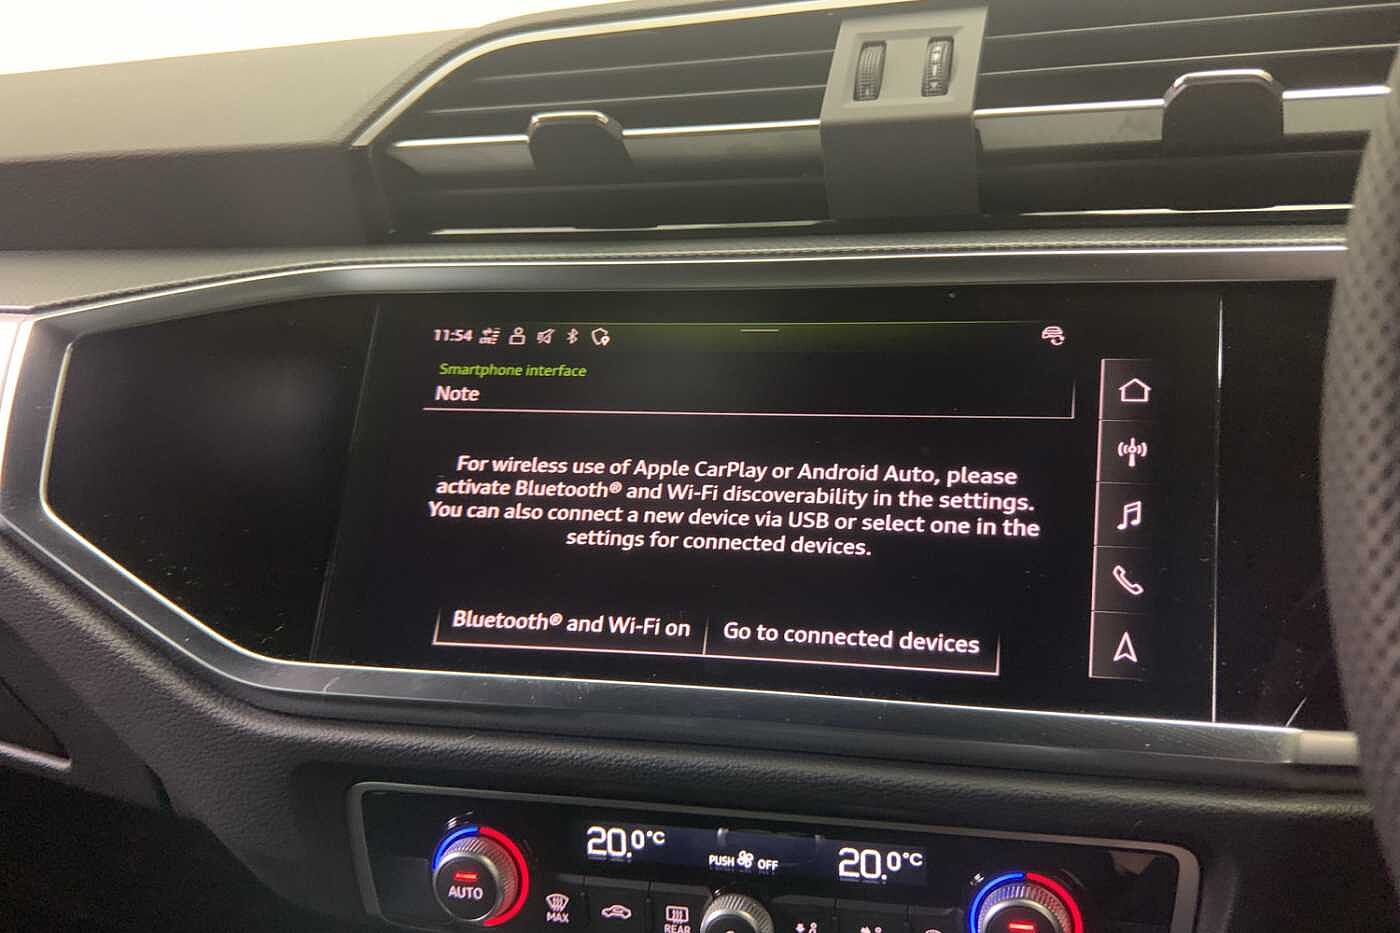 11:54
Smartphone interface
Note
For wireless use of Apple CarPlay or Android Auto, please
activate Bluetooth® and Wi-Fi discoverability in the settings.
You can also connect a new device via USB or select one in the
settings for connected devices.
Bluetooth® and Wi-Fi on
Go to connected devices
20.0°C
PUSH OFF
20.0°C
AUTO
MAX
REAR